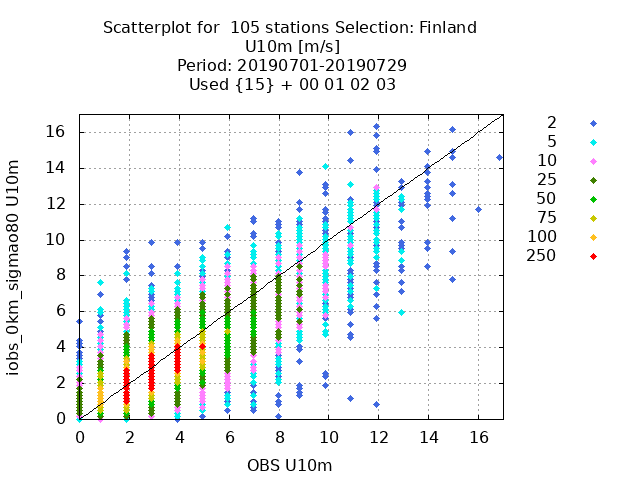 Scatterplot for  105 stations Selection: Finland
U10m [m/s]
Period: 20190701-20190729
Used {15} + 00 01 02 03
2
5
10
25
50
75
100
250
16
14
12
10
8
6
4
2
0
iobs_0km_sigmao80 U10m
0 2 4 6 8 10 12 14 16
OBS U10m